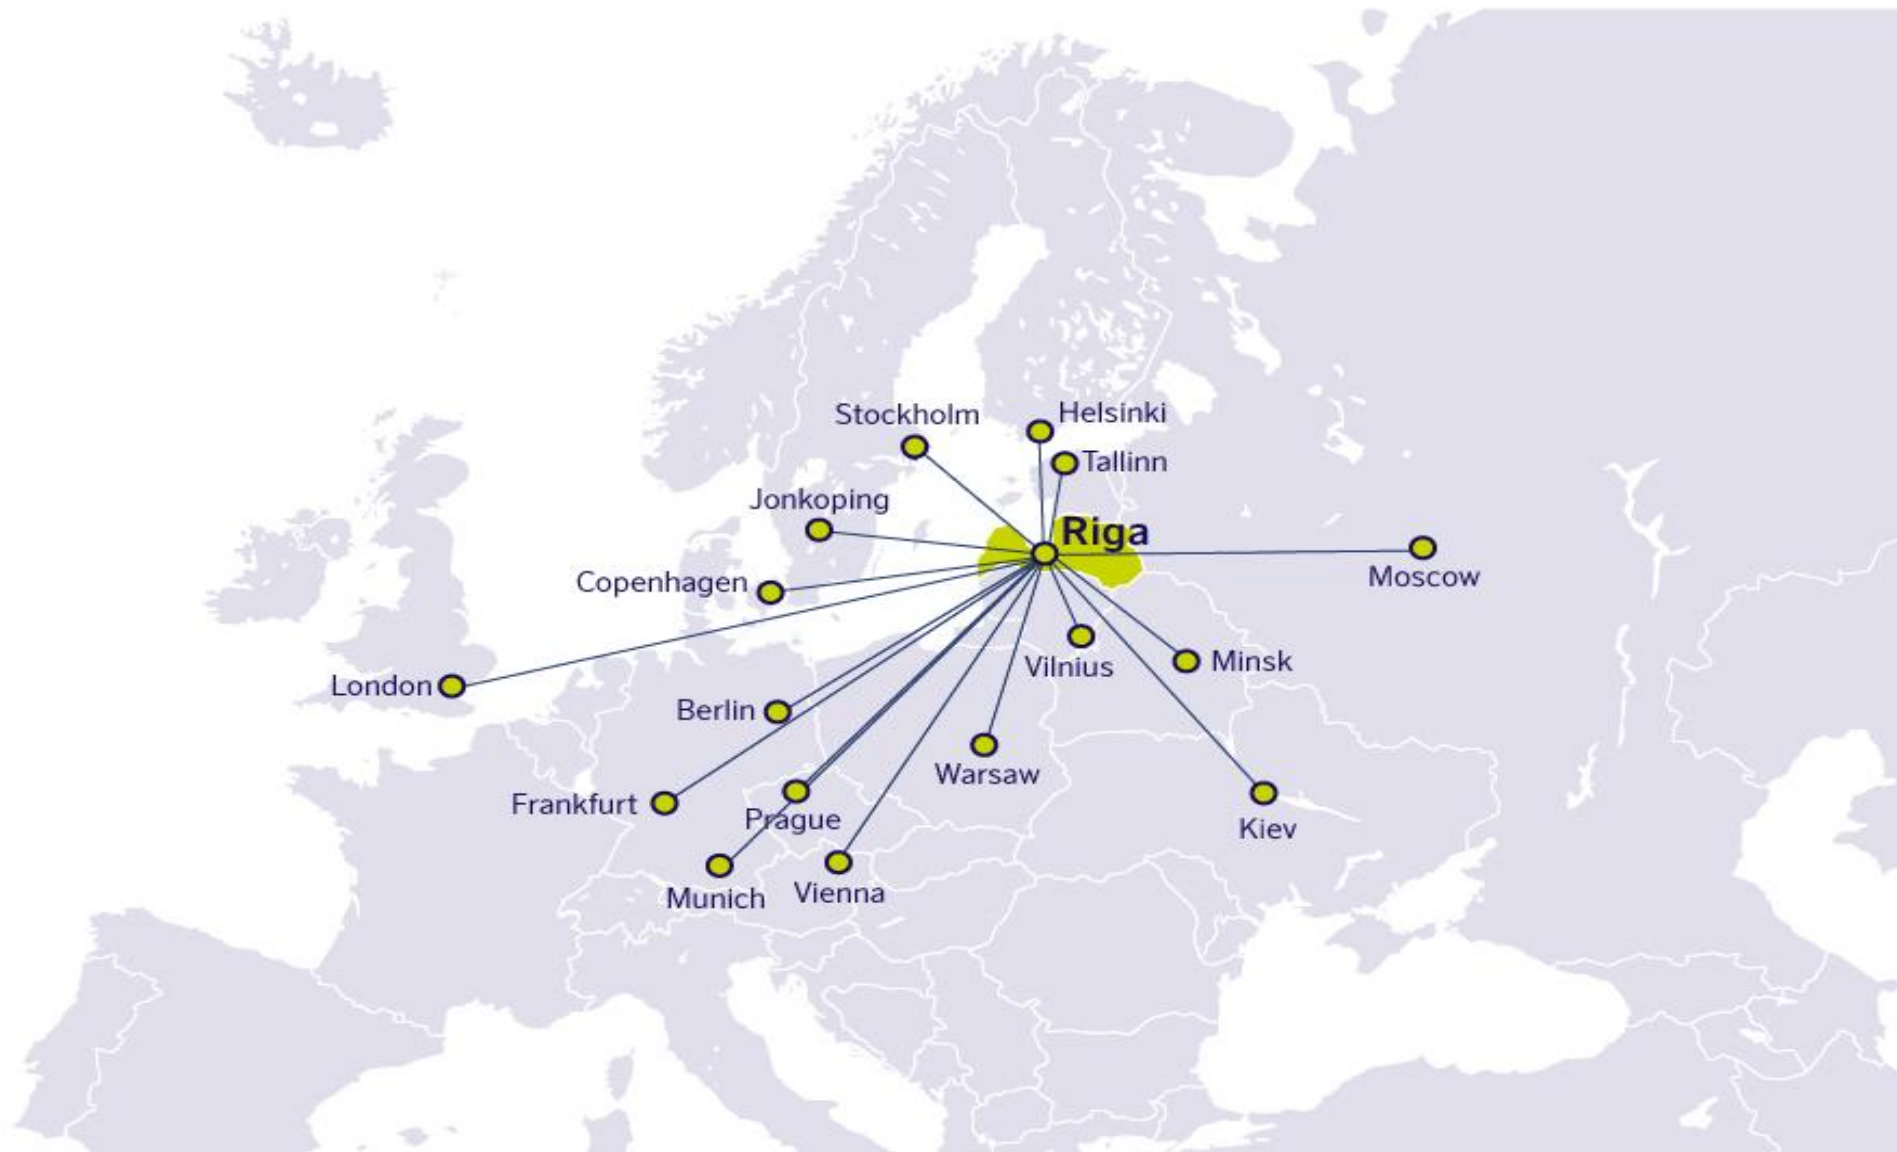 Stockholm
Helsinki
Tallinn
Jonkoping
Riga
Moscow
Copenhagen
Vilnius
Minsk
London
Berlin
Warsaw
Frankfurt
Prague
Kiev
Munich
Vienna